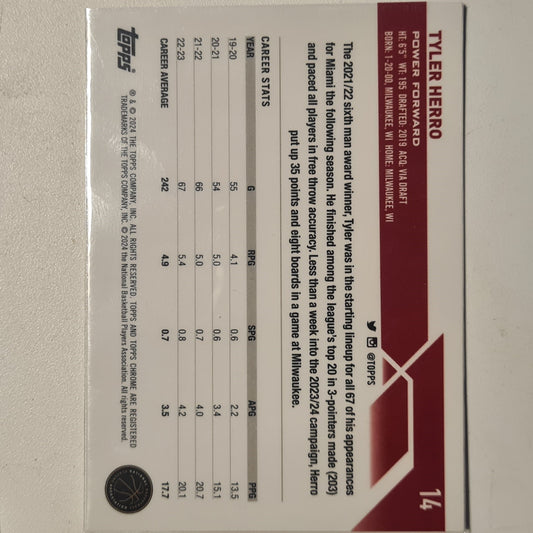 TYLER HERRO
POWER FORWARD
HT: 6'5" WT: 195 DRAFTED: 2019 ACQ: VIA DRAFT
BORN: 1-20-00, MILWAUKEE, WI HOME: MILWAUKEE, WI
14
@TOPPS
The 2021/22 sixth man award winner, Tyler was in the starting lineup for all 67 of his appearances
for Miami the following season. He finished among the league's top 20 in 3-pointers made (203)
and paced all players in free throw accuracy. Less than a week into the 2023/24 campaign, Herro
put up 35 points and eight boards in a game at Milwaukee.
CAREER STATS
YEAR G RPG SPG APG PPG
19-20 55 4.1 0.6 2.2 13.5
20-21 54 5.0 0.6 3.4 15.1
21-22 66 5.0 0.7 4.0 20.7
22-23 67 5.4 0.8 4.2 20.1
CAREER AVERAGE 242 4.9 0.7 3.5 17.7
topps
® & © 2024 THE TOPPS COMPANY, INC. ALL RIGHTS RESERVED. TOPPS AND TOPPS CHROME ARE REGISTERED
TRADEMARKS OF THE TOPPS COMPANY, INC. © 2024 the National Basketball Players Association. All rights reserved.